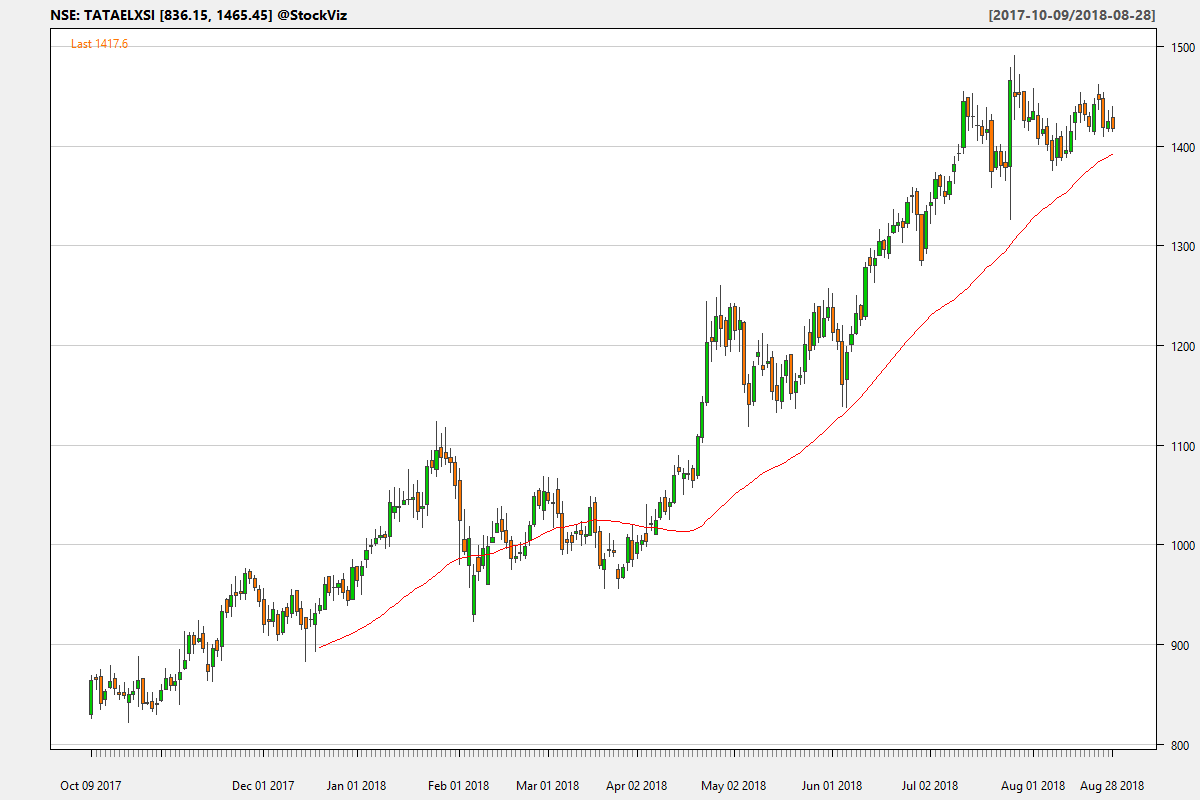 NSE: TATAELXSI [836.15, 1465.45] @StockViz
[2017-10-09/2018-08-28]
Last 1417.6
1500
1400
1300
1200
1100
1000
900
800
Oct 09 2017
Dec 01 2017
Jan 01 2018
Feb 01 2018
Mar 01 2018
Apr 02 2018
May 02 2018
Jun 01 2018
Jul 02 2018
Aug 01 2018
Aug 28 2018